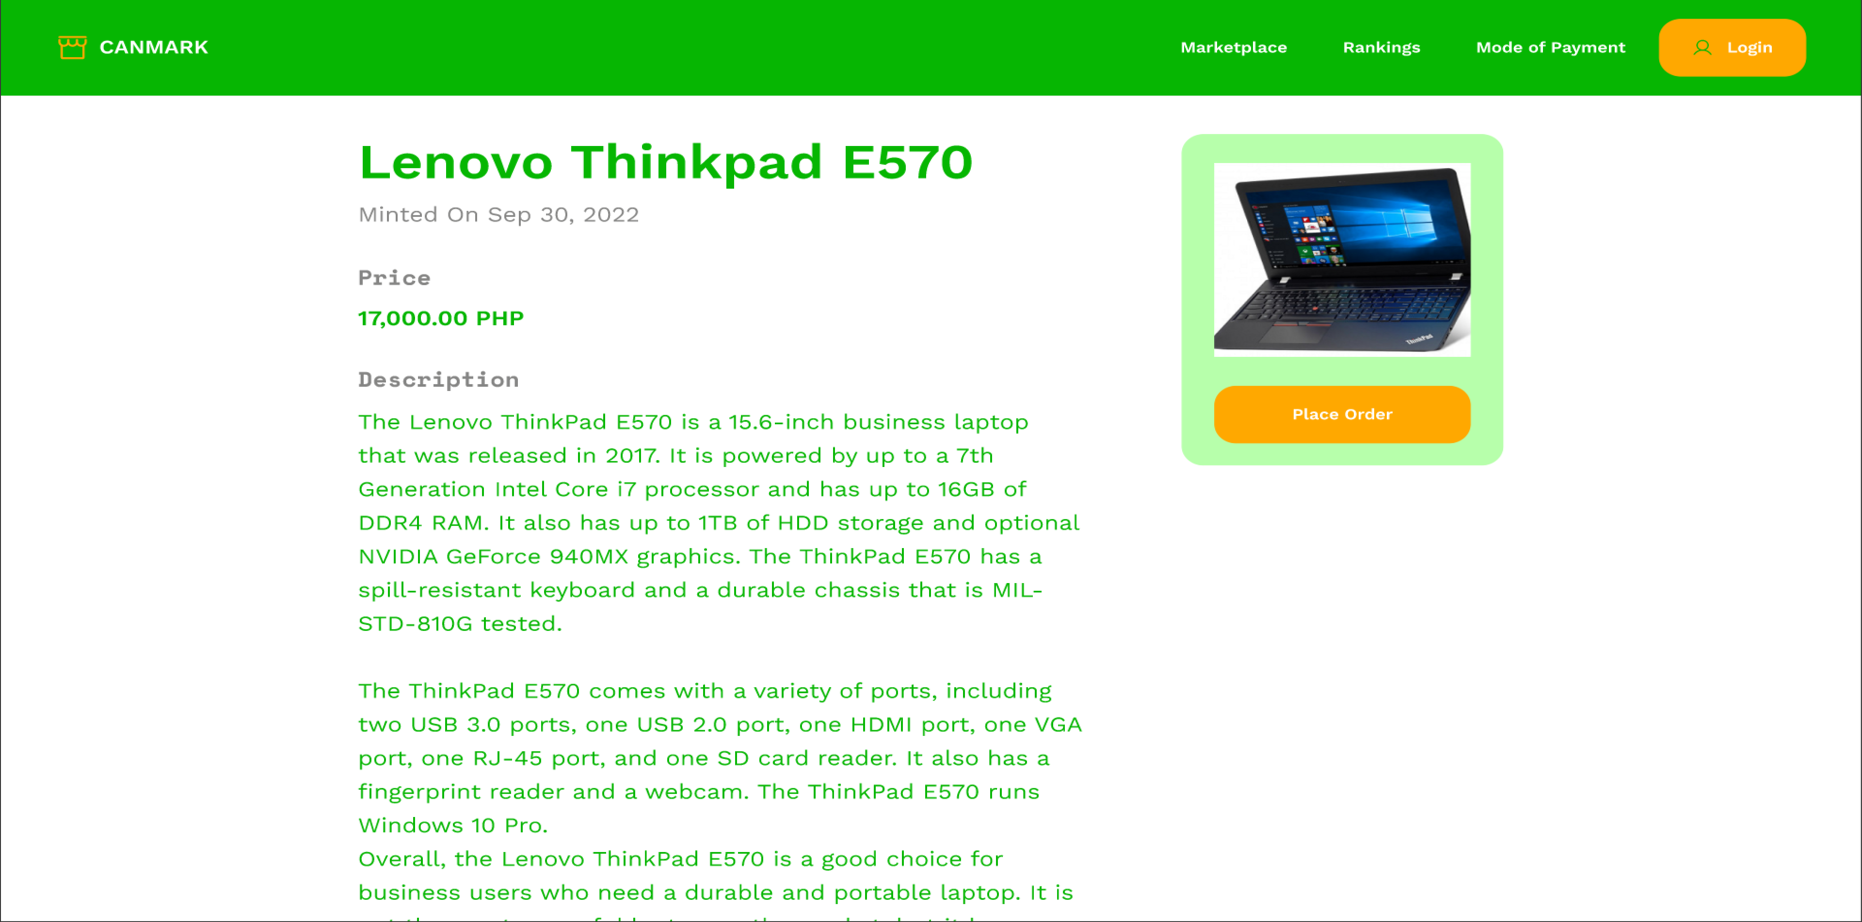 CANMARK
Marketplace
Rankings
Mode of Payment
Login
Lenovo Thinkpad E570
Minted On Sep 30, 2022
Price
17,000.00 PHP
Description
The Lenovo ThinkPad E570 is a 15.6-inch business laptop
that was released in 2017. It is powered by up to a 7th
Generation Intel Core i7 processor and has up to 16GB of
DDR4 RAM. It also has up to 1TB of HDD storage and optional
NVIDIA GeForce 940MX graphics. The ThinkPad E570 has a
spill-resistant keyboard and a durable chassis that is MIL-
STD-810G tested.
The ThinkPad E570 comes with a variety of ports, including
two USB 3.0 ports, one USB 2.0 port, one HDMI port, one VGA
port, one RJ-45 port, and one SD card reader. It also has a
fingerprint reader and a webcam. The ThinkPad E570 runs
Windows 10 Pro.
Overall, the Lenovo ThinkPad E570 is a good choice for
business users who need a durable and portable laptop. It is
ThinkPad
Place Order